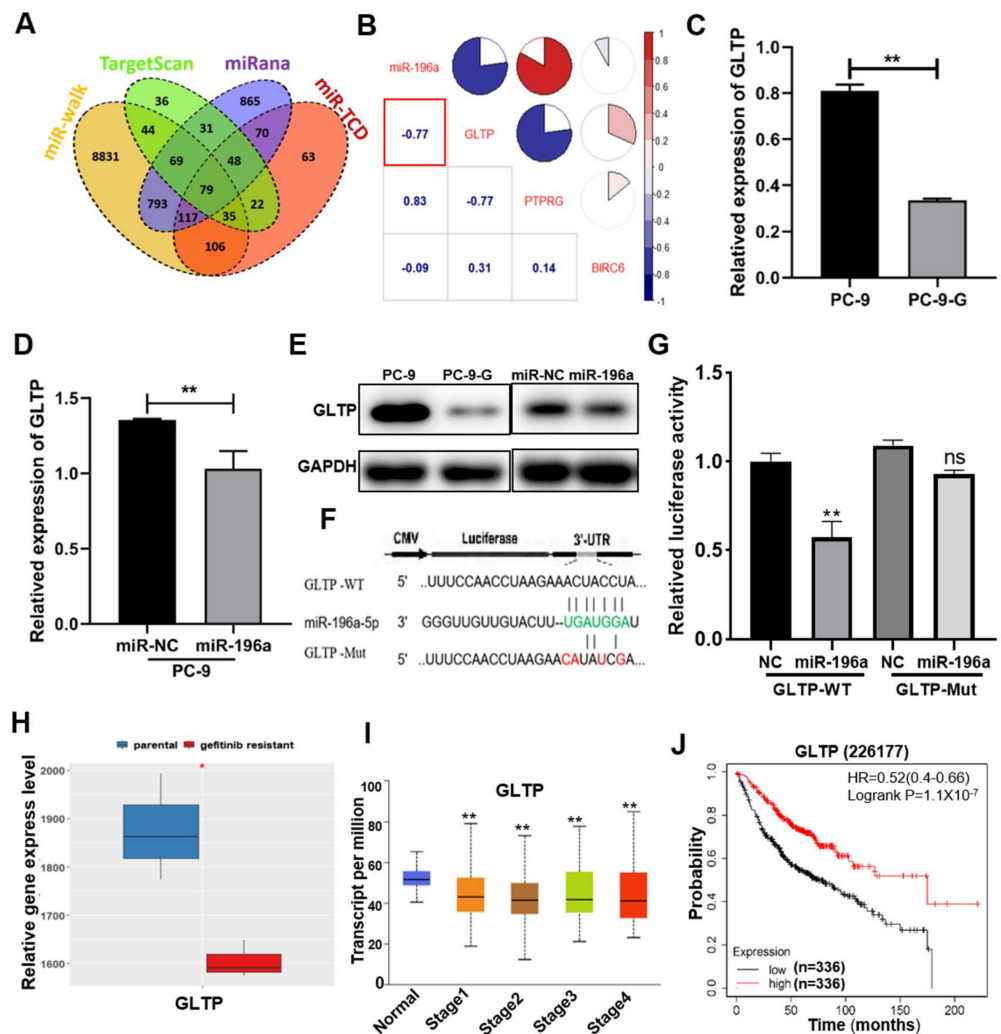 A
TargetScan
miRana
miR-walk
miR-TCD
36
865
44
31
70
8831
69
48
63
79
793
117
35
22
106
B
miR-196a
-0.77
GLTP
0.83
-0.77
PTPRG
-0.09
0.31
0.14
BIRC6
1
0.8
0.6
0.4
0.2
0
-0.2
-0.4
-0.6
-0.8
-1
C
Relatived expression of GLTP
1.0
0.8
0.6
0.4
0.2
0.0
**
PC-9
PC-9-G
D
Relatived expression of GLTP
1.5
1.0
0.5
0.0
**
miR-NC
miR-196a
PC-9
E
PC-9
PC-9-G
miR-NC
miR-196a
GLTP
GAPDH
F
CMV
Luciferase
3'-UTR
GLTP -WT 5' ..UUUCCAACCUAAGAAACUACCUA...
miR-196a-5p 3' GGGUUGUUGUACUU--UGAUGGAU
GLTP -Mut
5' ..UUUCCAACCUAAGAACAUAUCGA...
G
Relatived luciferase activity
1.5
1.0
0.5
0.0
**
ns
NC
miR-196a
NC
miR-196a
GLTP-WT
GLTP-Mut
H
parental
gefitinib resistant
Relative gene express level
2000
1900
1800
1700
1600
*
GLTP
I
GLTP
Transcript per million
100
80
60
40
20
0
**
**
**
**
Normal
Stage1
Stage2
Stage3
Stage4
J
GLTP (226177)
HR=0.52(0.4-0.66)
Logrank P=1.1X10-7
Probability
1.0
0.8
0.6
0.4
0.2
0.0
Expression
low (n=336)
high (n=336)
0 50 100 150 200
Time (months)